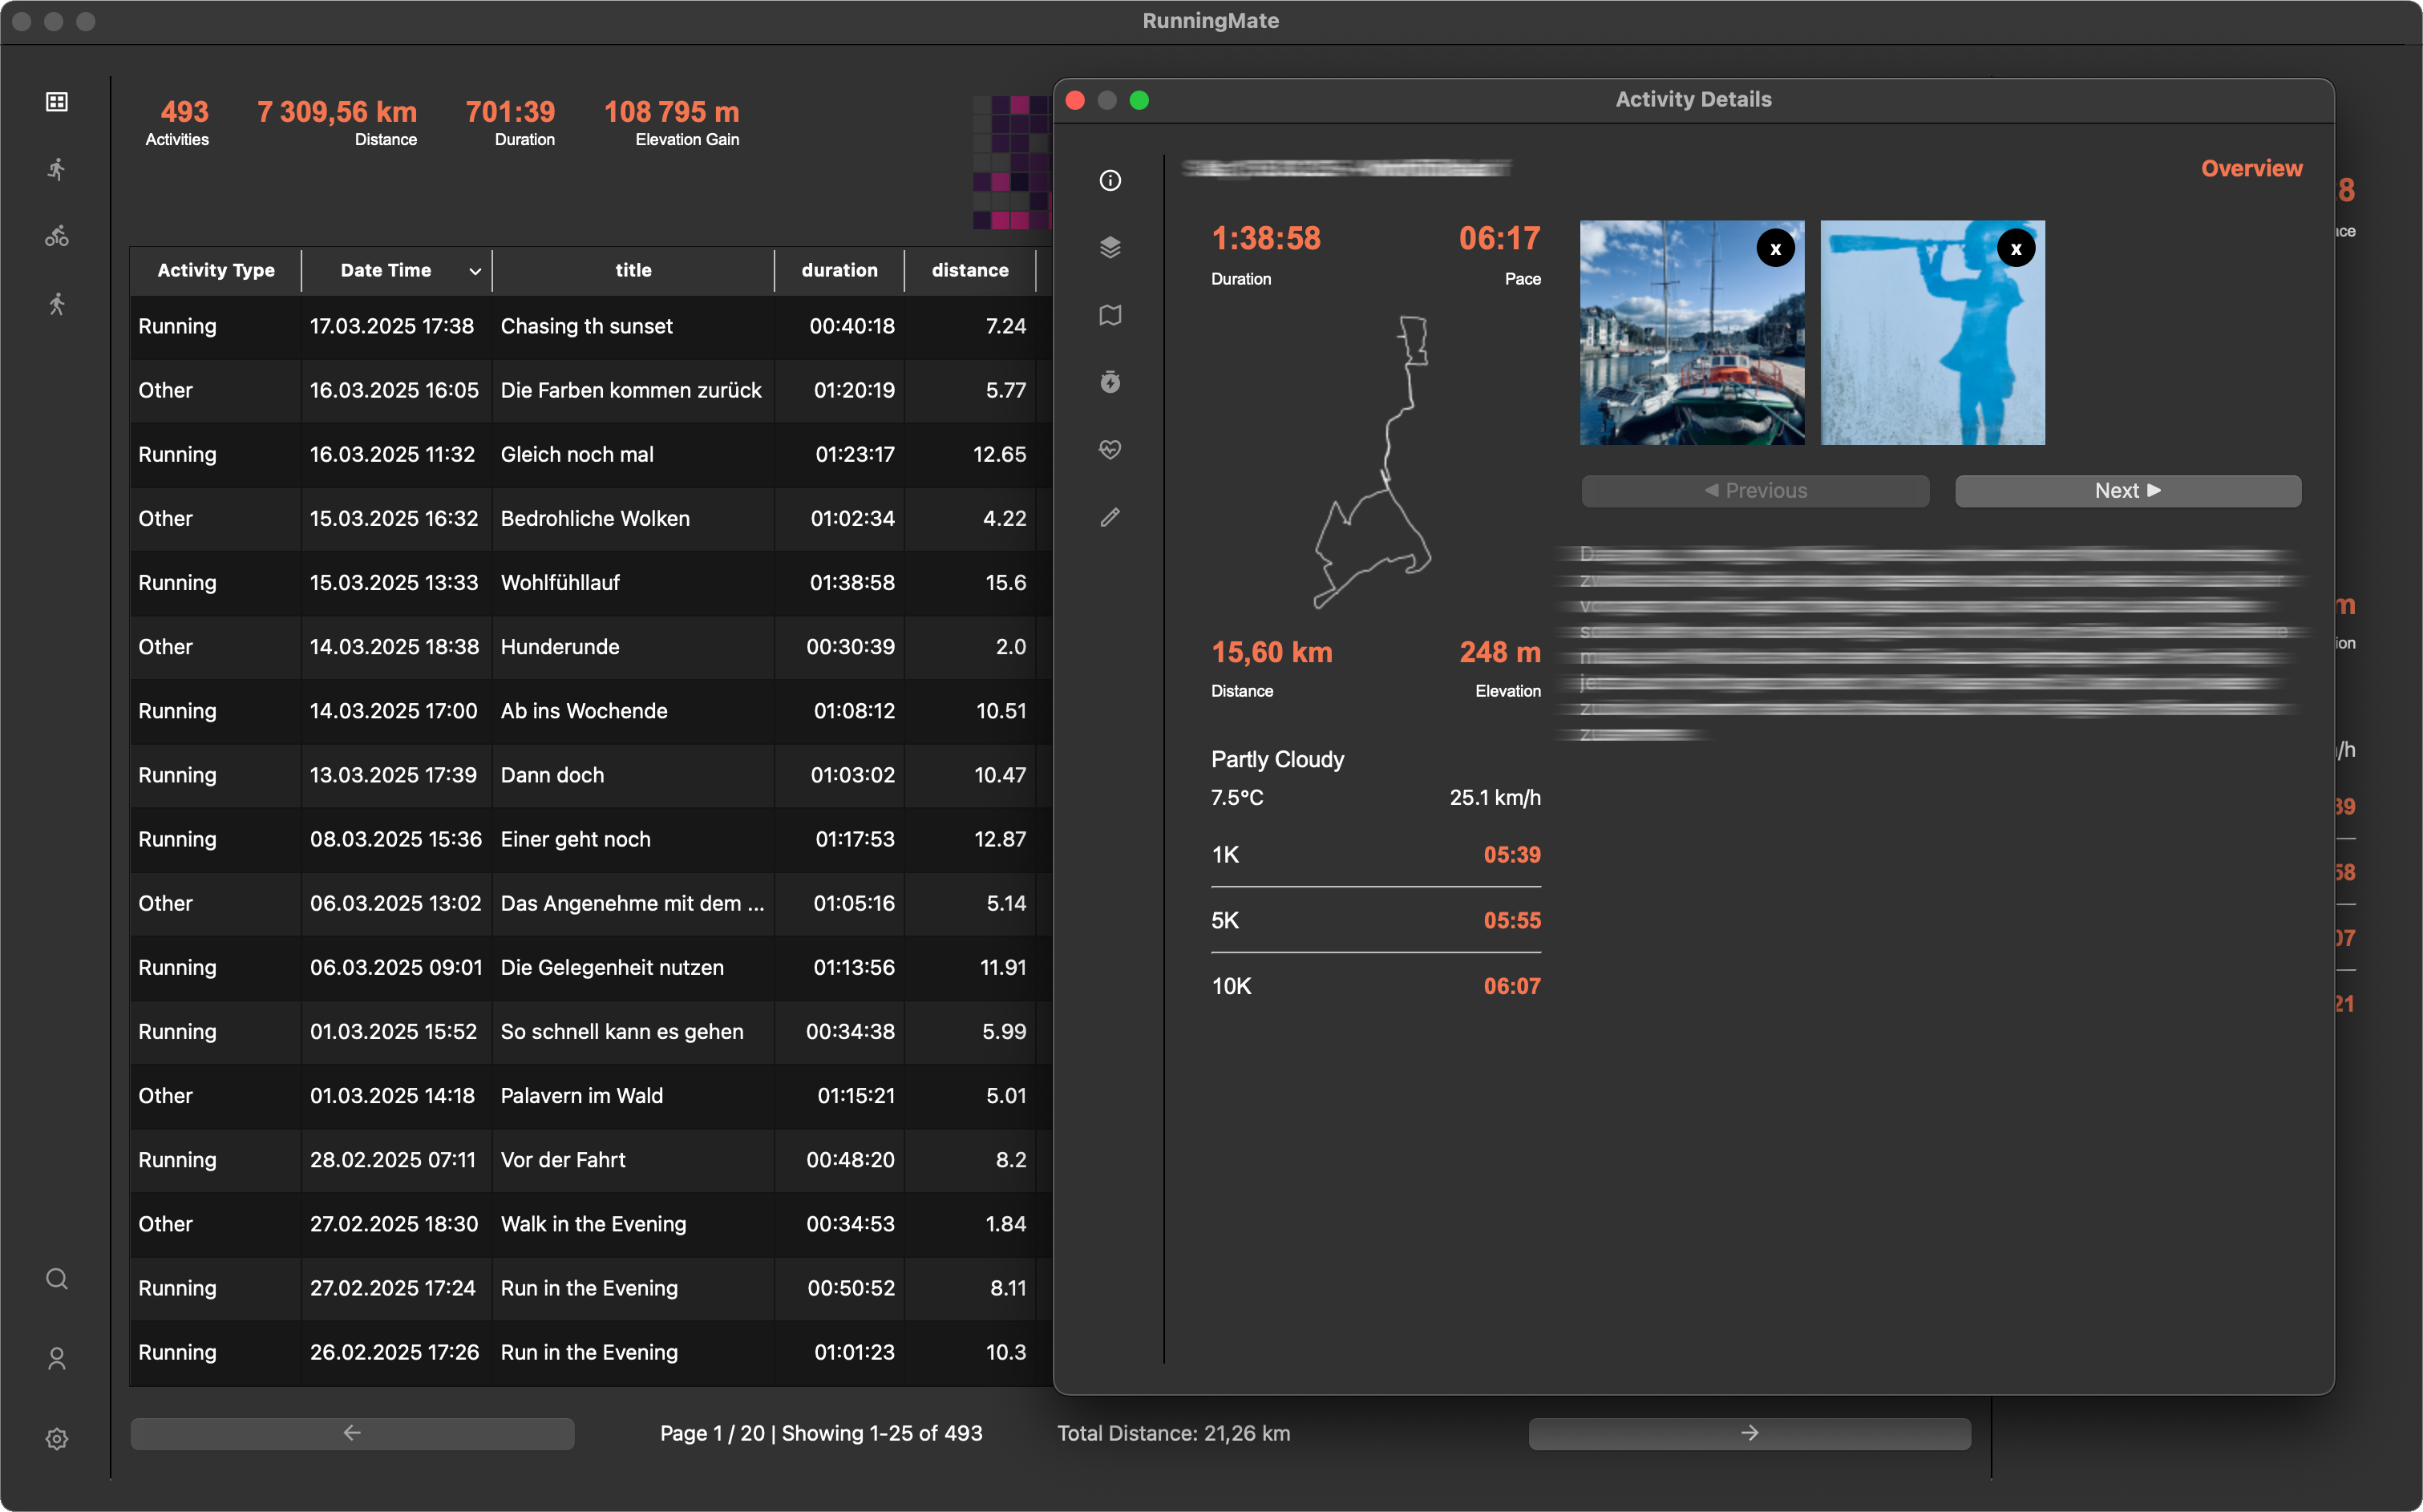 RunningMate
493
Activities
7 309,56 km
Distance
701:39
Duration
108 795 m
Elevation Gain
Activity Type Date Time title duration distance
Running 17.03.2025 17:38 Chasing th sunset 00:40:18 7.24
Other 16.03.2025 16:05 Die Farben kommen zurück 01:20:19 5.77
Running 16.03.2025 11:32 Gleich noch mal 01:23:17 12.65
Other 15.03.2025 16:32 Bedrohliche Wolken 01:02:34 4.22
Running 15.03.2025 13:33 Wohlfühllauf 01:38:58 15.6
Other 14.03.2025 18:38 Hunderunde 00:30:39 2.0
Running 14.03.2025 17:00 Ab ins Wochende 01:08:12 10.51
Running 13.03.2025 17:39 Dann doch 01:03:02 10.47
Running 08.03.2025 15:36 Einer geht noch 01:17:53 12.87
Other 06.03.2025 13:02 Das Angenehme mit dem ... 01:05:16 5.14
Running 06.03.2025 09:01 Die Gelegenheit nutzen 01:13:56 11.91
Running 01.03.2025 15:52 So schnell kann es gehen 00:34:38 5.99
Other 01.03.2025 14:18 Palavern im Wald 01:15:21 5.01
Running 28.02.2025 07:11 Vor der Fahrt 00:48:20 8.2
Other 27.02.2025 18:30 Walk in the Evening 00:34:53 1.84
Running 27.02.2025 17:24 Run in the Evening 00:50:52 8.11
Running 26.02.2025 17:26 Run in the Evening 01:01:23 10.3
Page 1 / 20 | Showing 1-25 of 493
Total Distance: 21,26 km
Activity Details
Overview
1:38:58 06:17
Duration Pace
x x
◀ Previous Next ▶
15,60 km 248 m
Distance Elevation
Partly Cloudy
7.5°C 25.1 km/h
1K 05:39
5K 05:55
10K 06:07